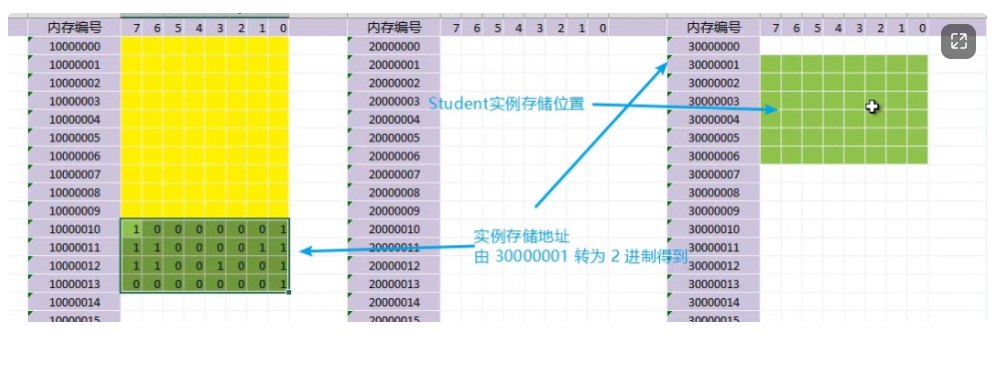 内存编号 7 6 5 4 3 2 1 0 内存编号 7 6 5 4 3 2 1 0 内存编号 7 6 5 4 3 2 1 0
10000000 20000000 30000000
10000001 20000001 30000001
10000002 20000002 30000002
10000003 20000003 Student实例存储位置 30000003
10000004 20000004 30000004
10000005 20000005 30000005
10000006 20000006 30000006
10000007 20000007 30000007
10000008 20000008 30000008
10000009 20000009 30000009
10000010 1 0 0 0 0 0 0 1 20000010 实例存储地址 30000010
10000011 1 1 0 0 0 0 1 1 20000011 由 30000001 转为 2 进制得到 30000011
10000012 1 1 0 0 1 0 0 1 20000012 30000012
10000013 0 0 0 0 0 0 0 1 20000013 30000013
10000014 20000014 30000014
10000015 20000015 30000015